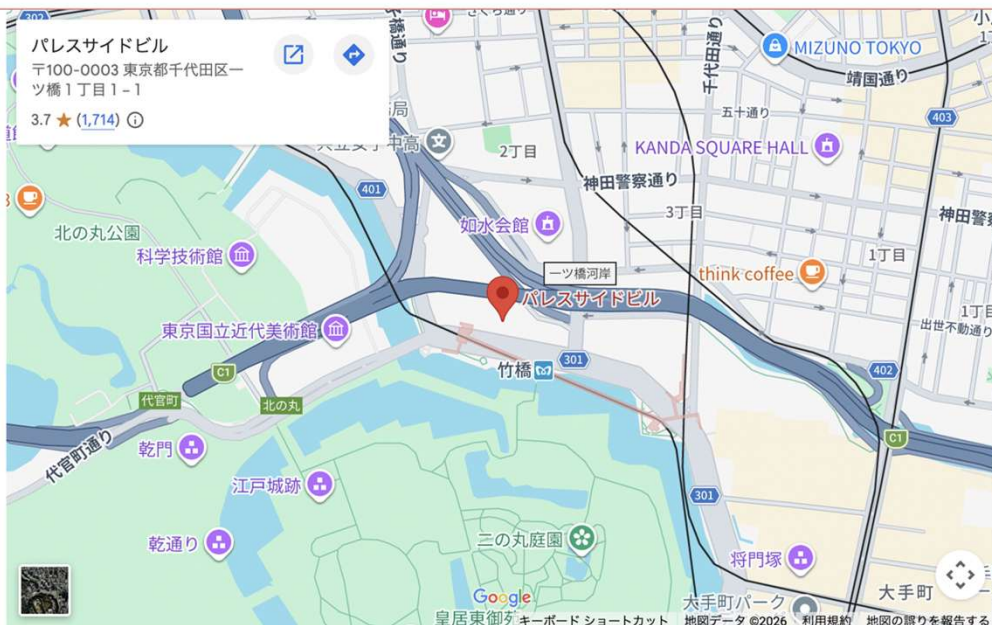 302
パレスサイドビル
〒100-0003 東京都千代田区一
ツ橋1丁目1-1
3.7 ★ (1,714)
さくら通り
千代田通り
MIZUNO TOKYO
靖国通り
403
五十通り
KANDA SQUARE HALL
2丁目
神田警察通り
401
3丁目
北の丸公園
科学技術館
如水会館
1丁目
一ツ橋河岸
think coffee
パレスサイドビル
東京国立近代美術館
出世不動通り
竹橋
301
402
C1
代官町
北の丸
C1
代官町通り
乾門
江戸城跡
301
乾通り
二の丸庭園
将門塚
大手町
大手町パーク
Google
皇居東御苑
キーボード ショートカット 地図データ ©2026 利用規約 地図の誤りを報告する